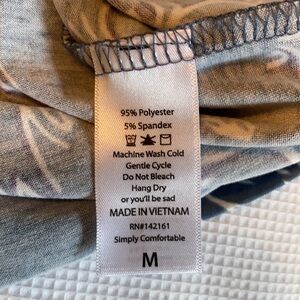 95% Polyester
5% Spandex
Machine Wash Cold
Gentle Cycle
Do Not Bleach
Hang Dry
or you'll be sad
MADE IN VIETNAM
RN#142161
Simply Comfortable
M